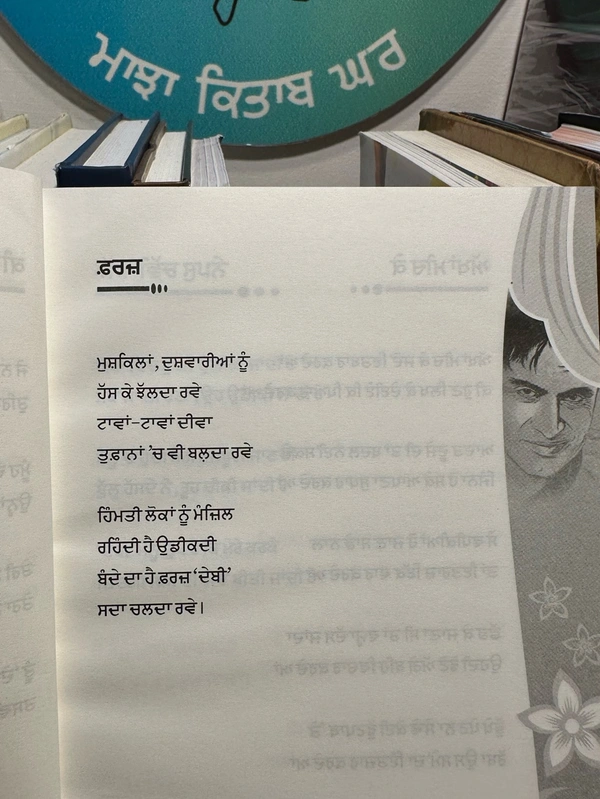 ਮਾਝਾ ਕਿਤਾਬ ਘਰ
ਫ਼ਰਜ਼
ਮੁਸ਼ਕਿਲਾਂ, ਦੁਸ਼ਵਾਰੀਆਂ ਨੂੰ
ਹੱਸ ਕੇ ਝੱਲਦਾ ਰਵੇ
ਟਾਵਾਂ-ਟਾਵਾਂ ਦੀਵਾ
ਤੂਫ਼ਾਨਾਂ ’ਚ ਵੀ ਬਲ਼ਦਾ ਰਵੇ
ਹਿੰਮਤੀ ਲੋਕਾਂ ਨੂੰ ਮੰਜ਼ਿਲ
ਰਹਿੰਦੀ ਹੈ ਉਡੀਕਦੀ
ਬੰਦੇ ਦਾ ਹੈ ਫ਼ਰਜ਼ ‘ਦੇਬੀ’
ਸਦਾ ਚਲਦਾ ਰਵੇ।